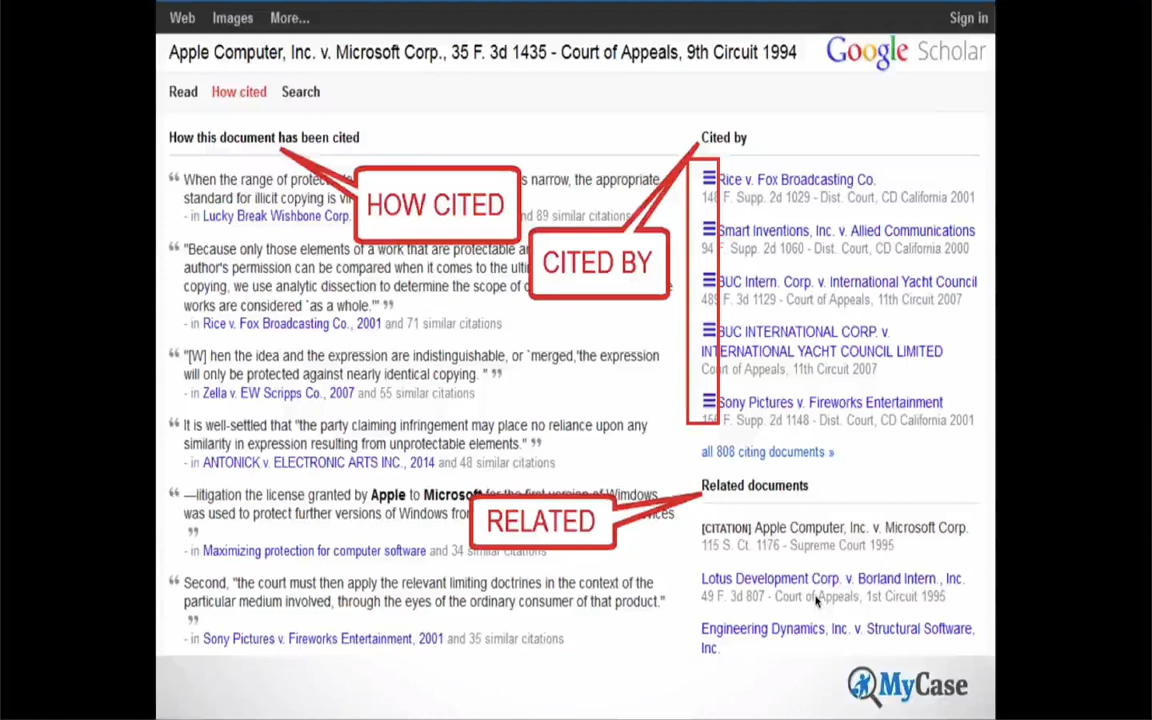 Web Images More... Sign in
Apple Computer, Inc. v. Microsoft Corp., 35 F. 3d 1435 - Court of Appeals, 9th Circuit 1994
Google Scholar
Read How cited Search
How this document has been cited
“ When the range of
s narrow, the appropriate
standard for illicit copying is
- in Lucky Break Wishbone Corp.
nd 89 similar citations
HOW CITED
“ "Because only those elements of a work that are protectable
author's permission can be compared when it comes to the
copying, we use analytic dissection to determine the scope of
works are considered `as a whole.'" ”
- in Rice v. Fox Broadcasting Co., 2001 and 71 similar citations
“ "[W] hen the idea and the expression are indistinguishable, or `merged,'the expression
will only be protected against nearly identical copying. " ”
- in Zella v. EW Scripps Co., 2007 and 55 similar citations
“ It is well-settled that "the party claiming infringement may place no reliance upon any
similarity in expression resulting from unprotectable elements." ”
- in ANTONICK v. ELECTRONIC ARTS INC., 2014 and 48 similar citations
“ —litigation the license granted by Apple to Microsoft for the first version of Windows
was used to protect further versions of Windows
”
- in Maximizing protection for computer software and 34 similar citations
“ Second, "the court must then apply the relevant limiting doctrines in the context of the
particular medium involved, through the eyes of the ordinary consumer of that product."
”
- in Sony Pictures v. Fireworks Entertainment, 2001 and 35 similar citations
Cited by
CITED BY
Rice v. Fox Broadcasting Co.
148 F. Supp. 2d 1029 - Dist. Court, CD California 2001
Smart Inventions, Inc. v. Allied Communications
94 F. Supp. 2d 1060 - Dist. Court, CD California 2000
BUC Intern. Corp. v. International Yacht Council
489 F. 3d 1129 - Court of Appeals, 11th Circuit 2007
BUC INTERNATIONAL CORP. v.
INTERNATIONAL YACHT COUNCIL LIMITED
Court of Appeals, 11th Circuit 2007
Sony Pictures v. Fireworks Entertainment
156 F. Supp. 2d 1148 - Dist. Court, CD California 2001
all 808 citing documents »
Related documents
RELATED
[CITATION] Apple Computer, Inc. v. Microsoft Corp.
115 S. Ct. 1176 - Supreme Court 1995
Lotus Development Corp. v. Borland Intern., Inc.
49 F. 3d 807 - Court of Appeals, 1st Circuit 1995
Engineering Dynamics, Inc. v. Structural Software,
Inc.
MyCase